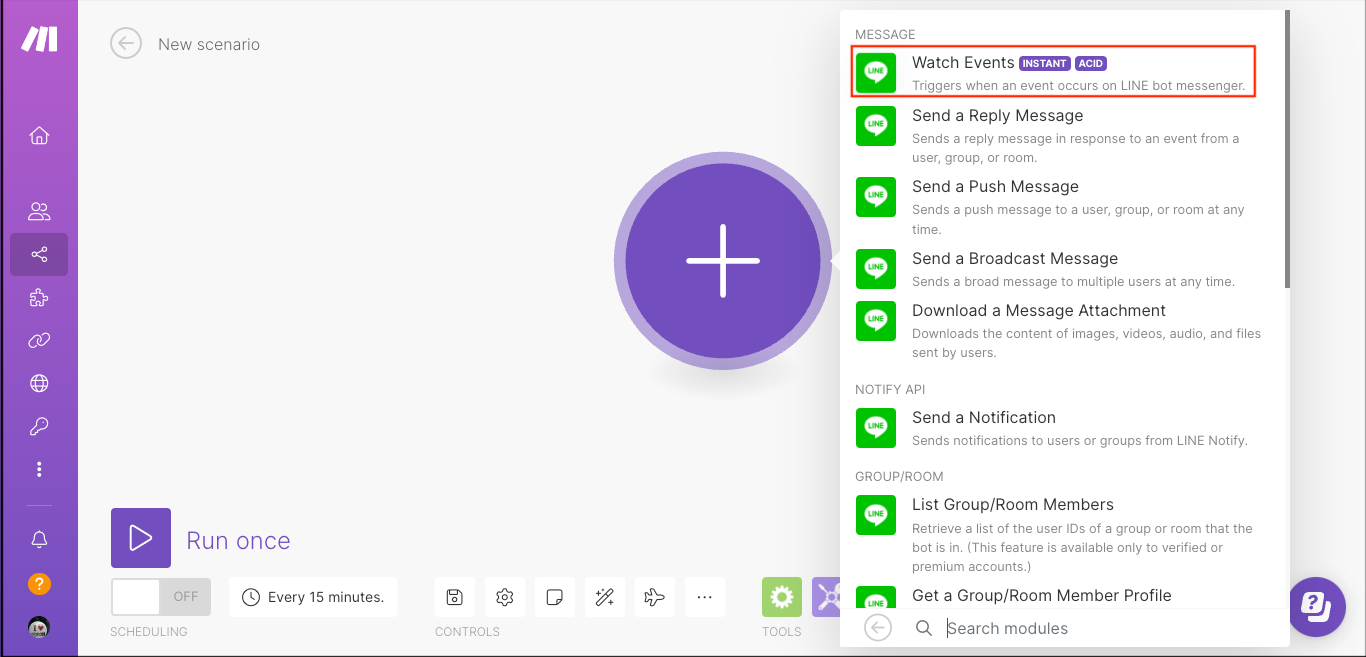 New scenario
MESSAGE
LINE
Watch Events INSTANT ACID
Triggers when an event occurs on LINE bot messenger.
LINE
Send a Reply Message
Sends a reply message in response to an event from a
user, group, or room.
LINE
Send a Push Message
Sends a push message to a user, group, or room at any
time.
LINE
Send a Broadcast Message
Sends a broad message to multiple users at any time.
LINE
Download a Message Attachment
Downloads the content of images, videos, audio, and files
sent by users.
NOTIFY API
LINE
Send a Notification
Sends notifications to users or groups from LINE Notify.
GROUP/ROOM
LINE
List Group/Room Members
Retrieve a list of the user IDs of a group or room that the
bot is in. (This feature is available only to verified or
premium accounts.)
LINE
Get a Group/Room Member Profile
Search modules
Run once
OFF
Every 15 minutes.
SCHEDULING
CONTROLS
TOOLS